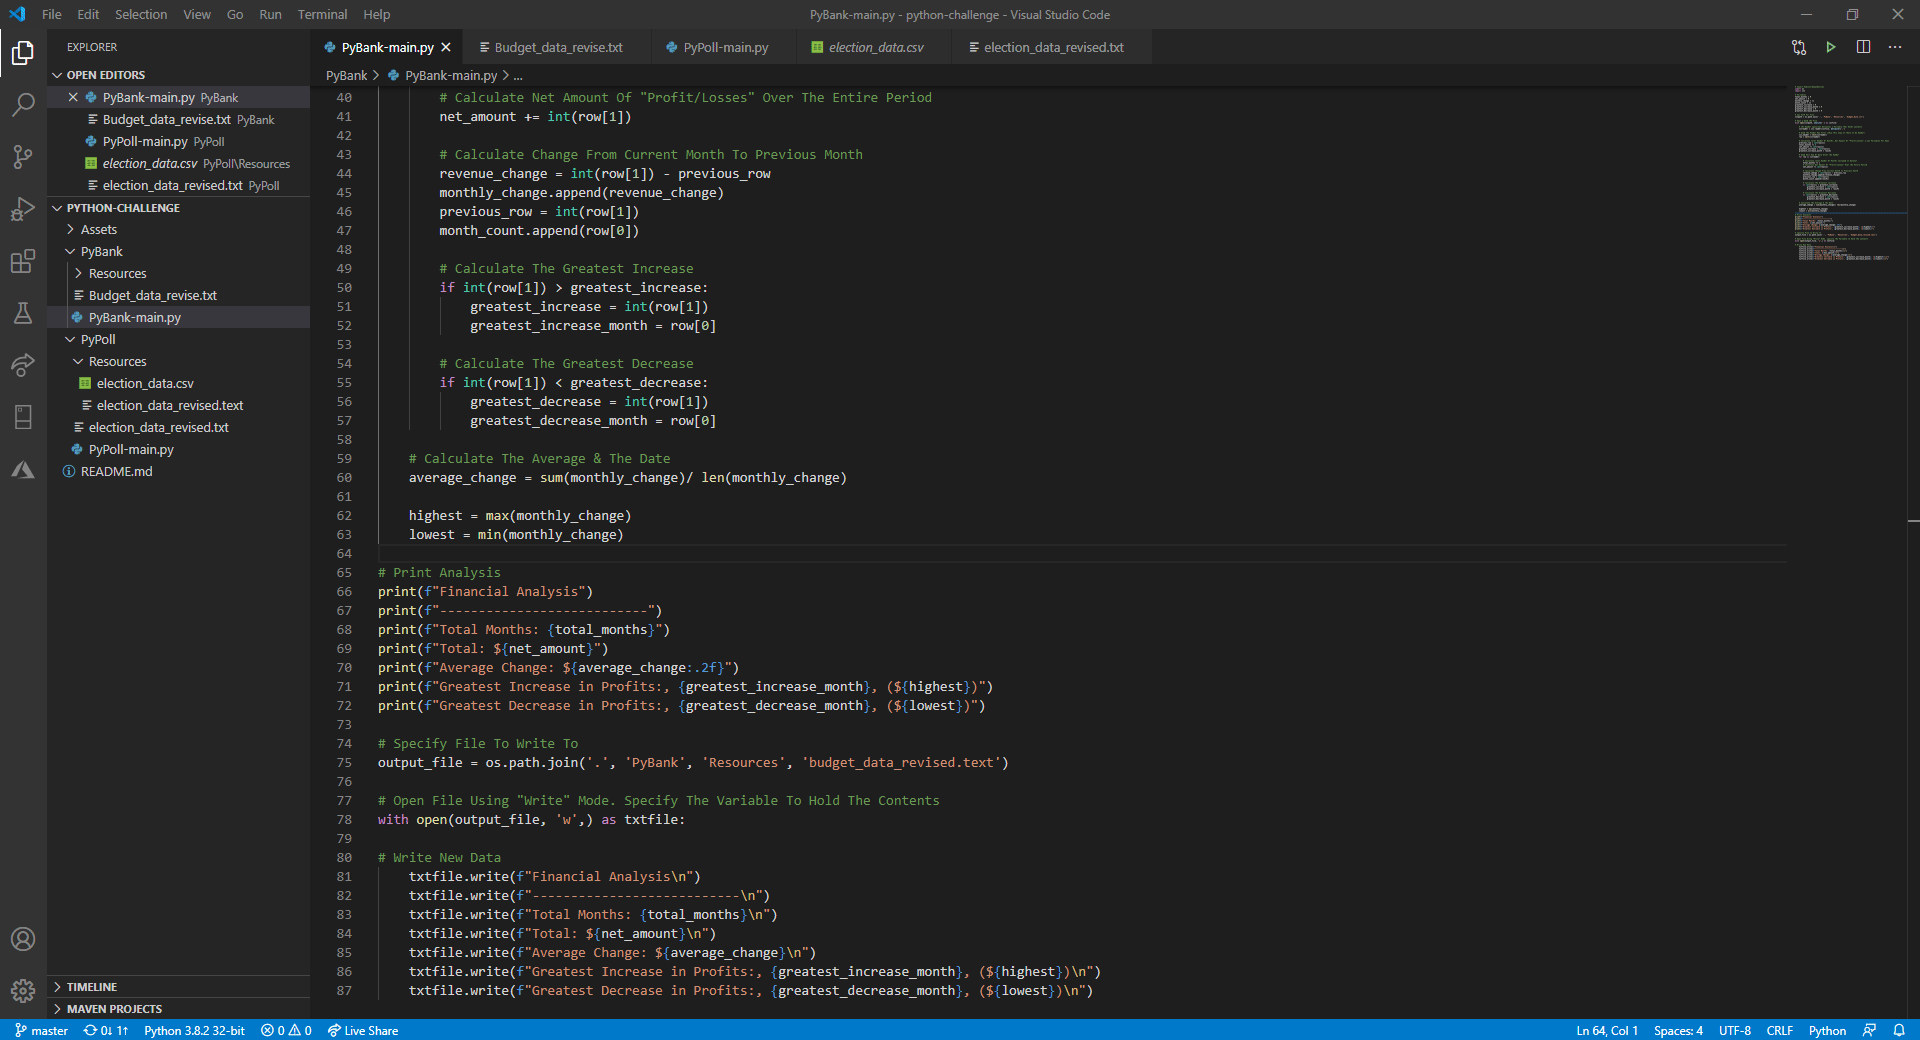 File Edit Selection View Go Run Terminal Help
PyBank-main.py - python-challenge - Visual Studio Code
EXPLORER
OPEN EDITORS
PyBank-main.py PyBank
Budget_data_revise.txt PyBank
PyPoll-main.py PyPoll
election_data.csv PyPoll\Resources
election_data_revised.txt PyPoll
PYTHON-CHALLENGE
Assets
PyBank
Resources
Budget_data_revise.txt
PyBank-main.py
PyPoll
Resources
election_data.csv
election_data_revised.text
election_data_revised.txt
PyPoll-main.py
README.md
TIMELINE
MAVEN PROJECTS
PyBank-main.py Budget_data_revise.txt PyPoll-main.py election_data.csv election_data_revised.txt
PyBank > PyBank-main.py > ...
40 # Calculate Net Amount Of "Profit/Losses" Over The Entire Period
41 net_amount += int(row[1])
42
43 # Calculate Change From Current Month To Previous Month
44 revenue_change = int(row[1]) - previous_row
45 monthly_change.append(revenue_change)
46 previous_row = int(row[1])
47 month_count.append(row[0])
48
49 # Calculate The Greatest Increase
50 if int(row[1]) > greatest_increase:
51 greatest_increase = int(row[1])
52 greatest_increase_month = row[0]
53
54 # Calculate The Greatest Decrease
55 if int(row[1]) < greatest_decrease:
56 greatest_decrease = int(row[1])
57 greatest_decrease_month = row[0]
58
59 # Calculate The Average & The Date
60 average_change = sum(monthly_change)/ len(monthly_change)
61
62 highest = max(monthly_change)
63 lowest = min(monthly_change)
64
65 # Print Analysis
66 print(f"Financial Analysis")
67 print(f"---------------------------")
68 print(f"Total Months: {total_months}")
69 print(f"Total: ${net_amount}")
70 print(f"Average Change: ${average_change:.2f}")
71 print(f"Greatest Increase in Profits:, {greatest_increase_month}, (${highest})")
72 print(f"Greatest Decrease in Profits:, {greatest_decrease_month}, (${lowest})")
73
74 # Specify File To Write To
75 output_file = os.path.join('.', 'PyBank', 'Resources', 'budget_data_revised.text')
76
77 # Open File Using "Write" Mode. Specify The Variable To Hold The Contents
78 with open(output_file, 'w',) as txtfile:
79
80 # Write New Data
81 txtfile.write(f"Financial Analysis\n")
82 txtfile.write(f"---------------------------\n")
83 txtfile.write(f"Total Months: {total_months}\n")
84 txtfile.write(f"Total: ${net_amount}\n")
85 txtfile.write(f"Average Change: ${average_change}\n")
86 txtfile.write(f"Greatest Increase in Profits:, {greatest_increase_month}, (${highest})\n")
87 txtfile.write(f"Greatest Decrease in Profits:, {greatest_decrease_month}, (${lowest})\n")
master 0↓ 1↑ Python 3.8.2 32-bit 0 0 Live Share
Ln 64, Col 1 Spaces: 4 UTF-8 CRLF Python